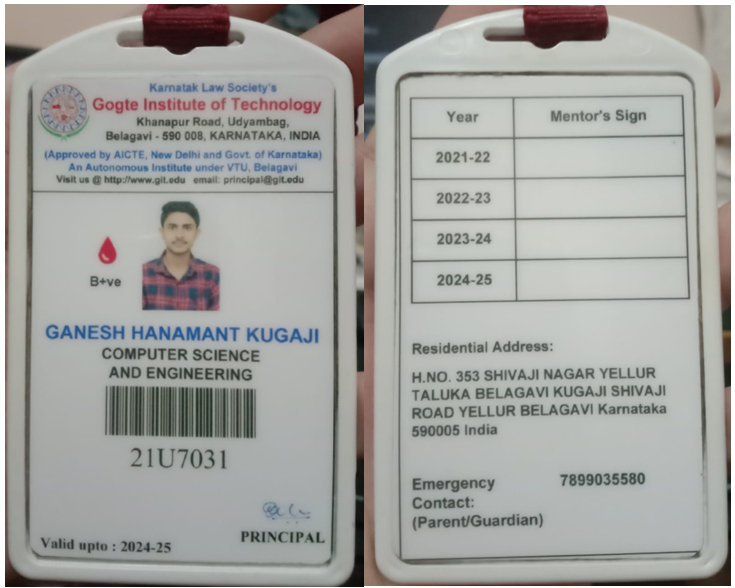 Karnatak Law Society's
Gogte Institute of Technology
Khanapur Road, Udyambag,
Belagavi - 590 008, KARNATAKA, INDIA
(Approved by AICTE, New Delhi and Govt. of Karnataka)
An Autonomous Institute under VTU, Belagavi
Visit us @ http://www.git.edu email: principal@git.edu
B+ve
GANESH HANAMANT KUGAJI
COMPUTER SCIENCE
AND ENGINEERING
21U7031
PRINCIPAL
Valid upto : 2024-25
Year Mentor's Sign
2021-22
2022-23
2023-24
2024-25
Residential Address:
H.NO. 353 SHIVAJI NAGAR YELLUR
TALUKA BELAGAVI KUGAJI SHIVAJI
ROAD YELLUR BELAGAVI Karnataka
590005 India
Emergency 7899035580
Contact:
(Parent/Guardian)